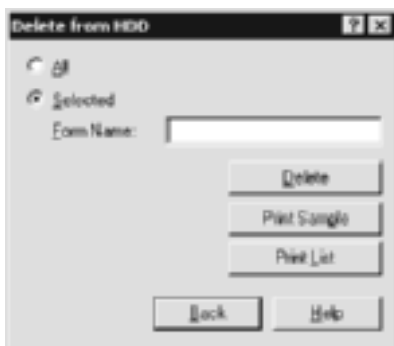 Delete from HDD
All
Selected
Form Name:
Delete
Print Sample
Print List
Back
Help